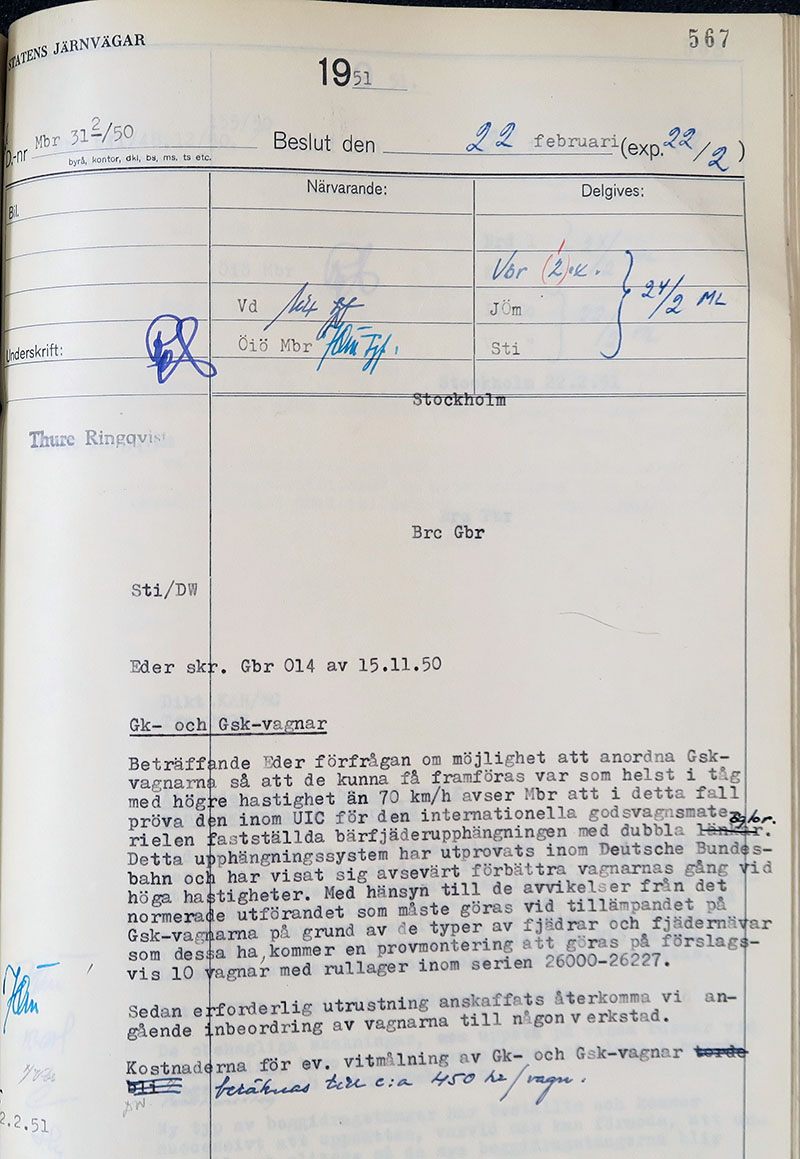 STATENS JÄRNVÄGAR
567
1951
D.-nr Mbr 31 2/50
byrå, kontor, dkl, bs, ms, ts etc.
Beslut den 22 februari (exp. 22/2)
Bil.
Närvarande:
Delgives:
Vbr (2) ex.
24/2 ML
Vd
JÖm
Underskrift:
Öiö Mbr
Sti
Stockholm
Thure Ringqvist
Brc Gbr
Sti/DW
Eder skr. Gbr 014 av 15.11.50
Gk- och Gsk-vagnar
Beträffande Eder förfrågan om möjlighet att anordna Gsk-
vagnarna så att de kunna få framföras var som helst i tåg
med högre hastighet än 70 km/h avser Mbr att i detta fall
pröva den inom UIC för den internationella godsvagnsmate-
rielen fastställda bärfjäderupphängningen med dubbla länkar.
Detta upphängningssystem har utprovats inom Deutsche Bundes-
bahn och har visat sig avsevärt förbättra vagnarnas gång vid
höga hastigheter. Med hänsyn till de avvikelser från det
normerade utförandet som måste göras vid tillämpandet på
Gsk-vagnarna på grund av de typer av fjädrar och fjädernävar
som dessa ha, kommer en provmontering att göras på förslags-
vis 10 vagnar med rullager inom serien 26000-26227.
Sedan erforderlig utrustning anskaffats återkomma vi an-
gående inbeordring av vagnarna till någon verkstad.
Kostnaderna för ev. vitmålning av Gk- och Gsk-vagnar torde
bli beräknas till c:a 450 kr/vagn.
DW
2.2.51